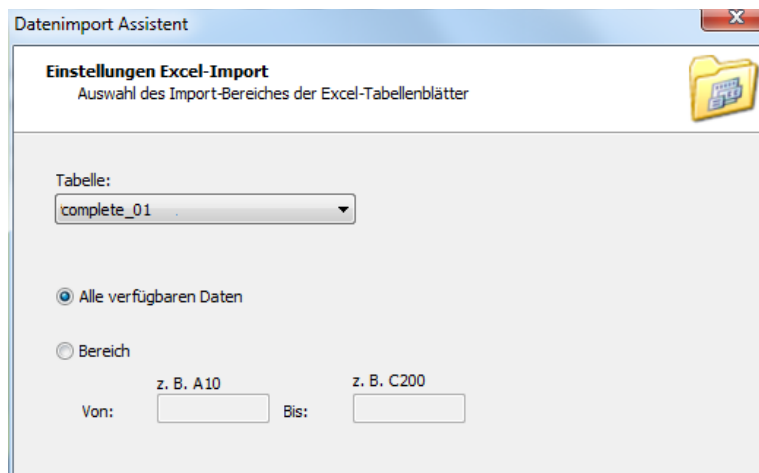 Datenimport Assistent
Einstellungen Excel-Import
Auswahl des Import-Bereiches der Excel-Tabellenblätter
Tabelle:
complete_01
Alle verfügbaren Daten
Bereich
z. B. A10 z. B. C200
Von: Bis: